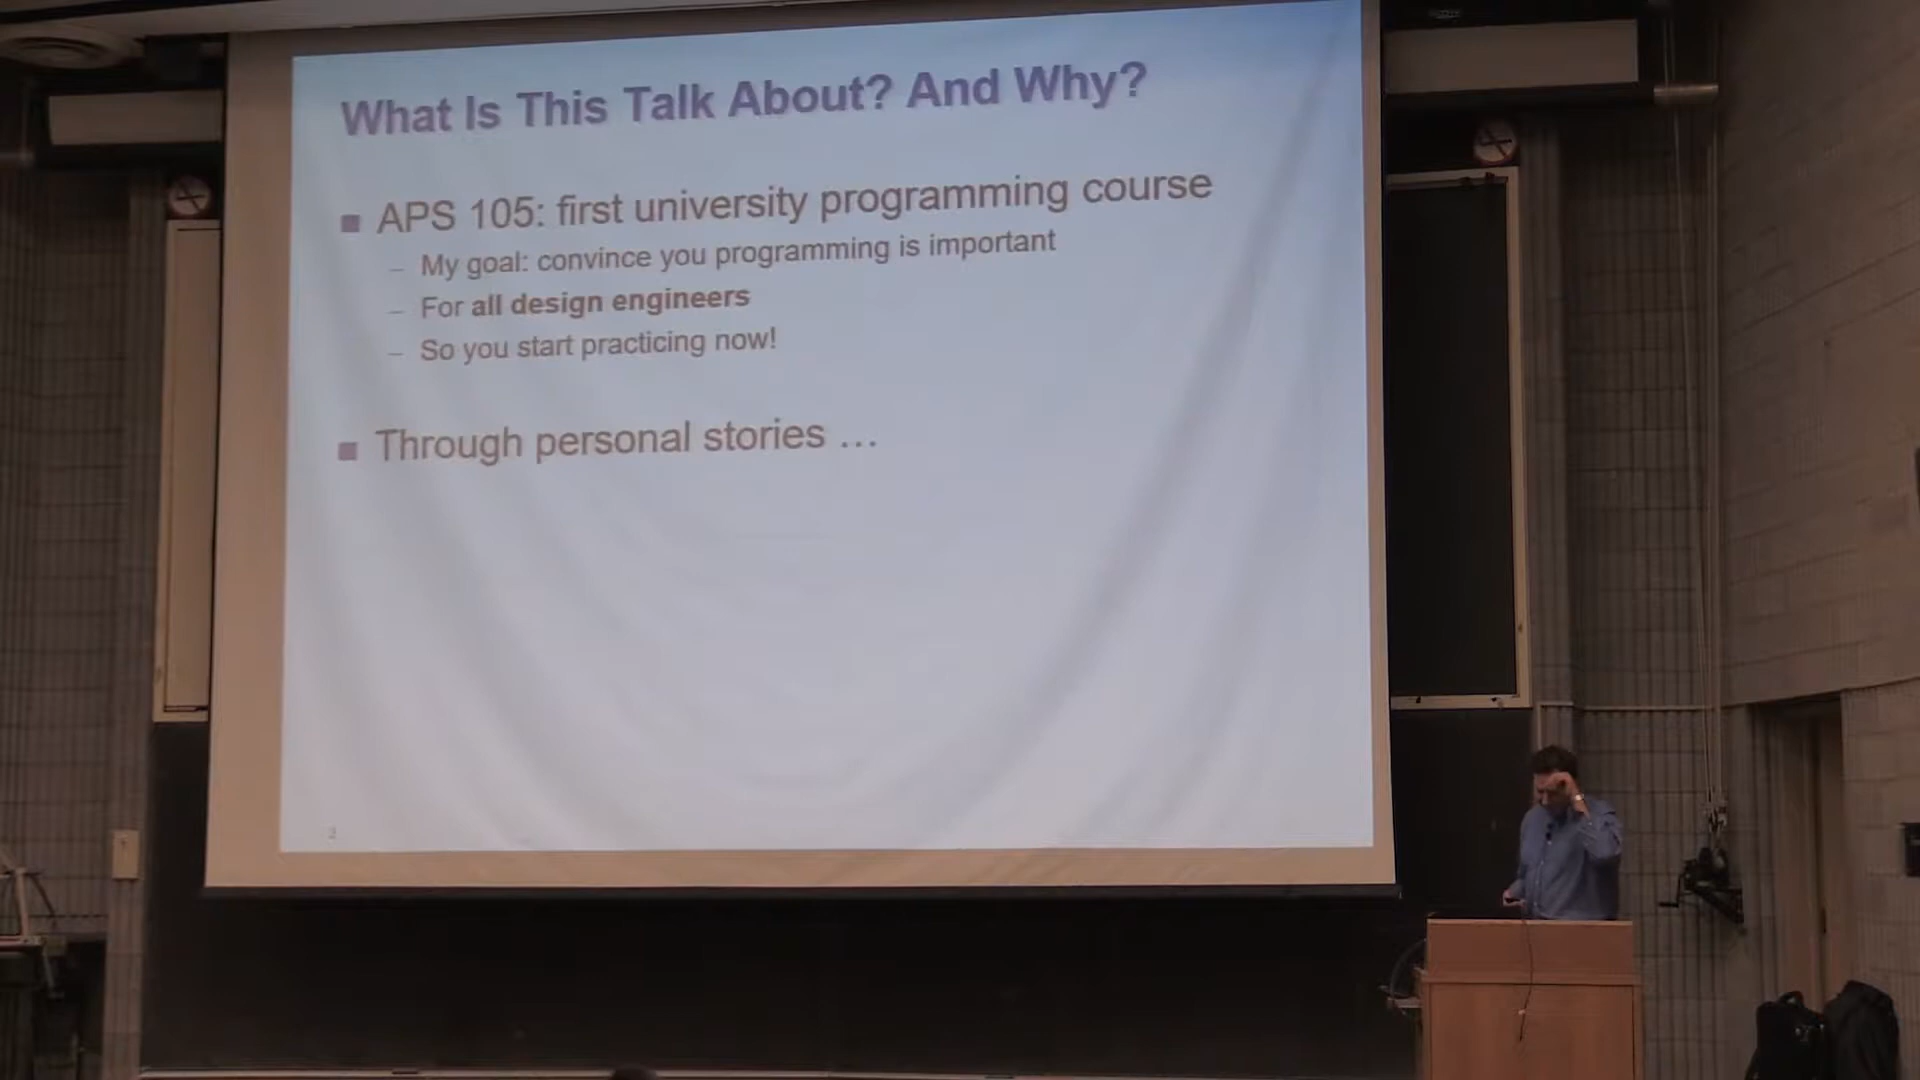 What Is This Talk About? And Why?
APS 105: first university programming course
– My goal: convince you programming is important
– For all design engineers
– So you start practicing now!
Through personal stories …
2